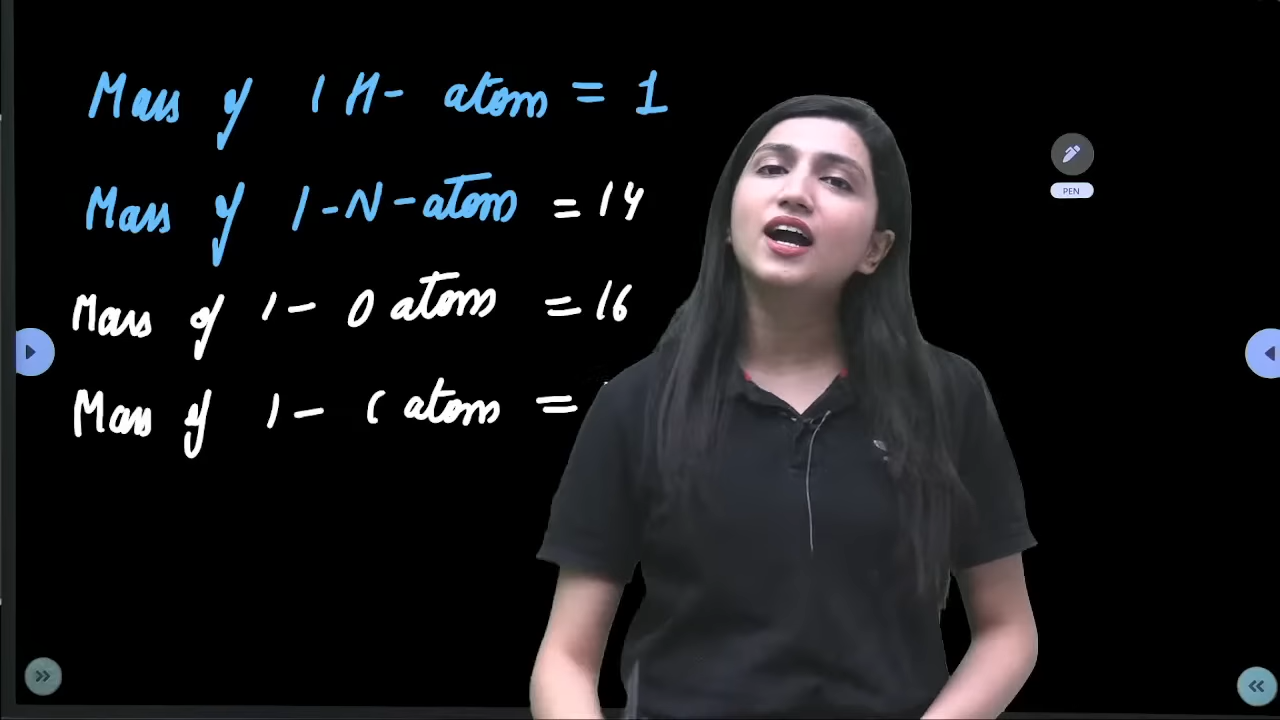 Mass of 1 H- atom = 1
Mass of 1-N-atom = 14
Mass of 1- O atom = 16
Mass of 1- C atom =
PEN